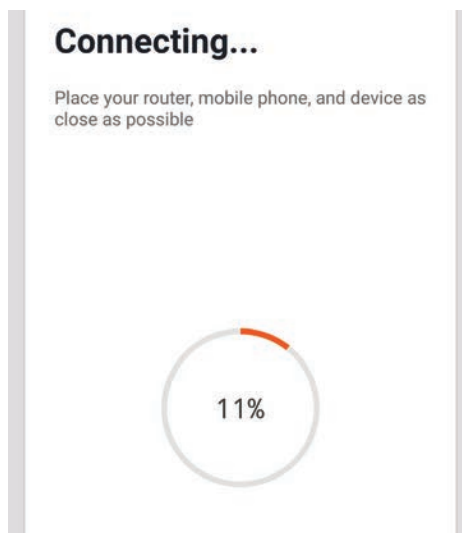 Connecting...
Place your router, mobile phone, and device as
close as possible
11%